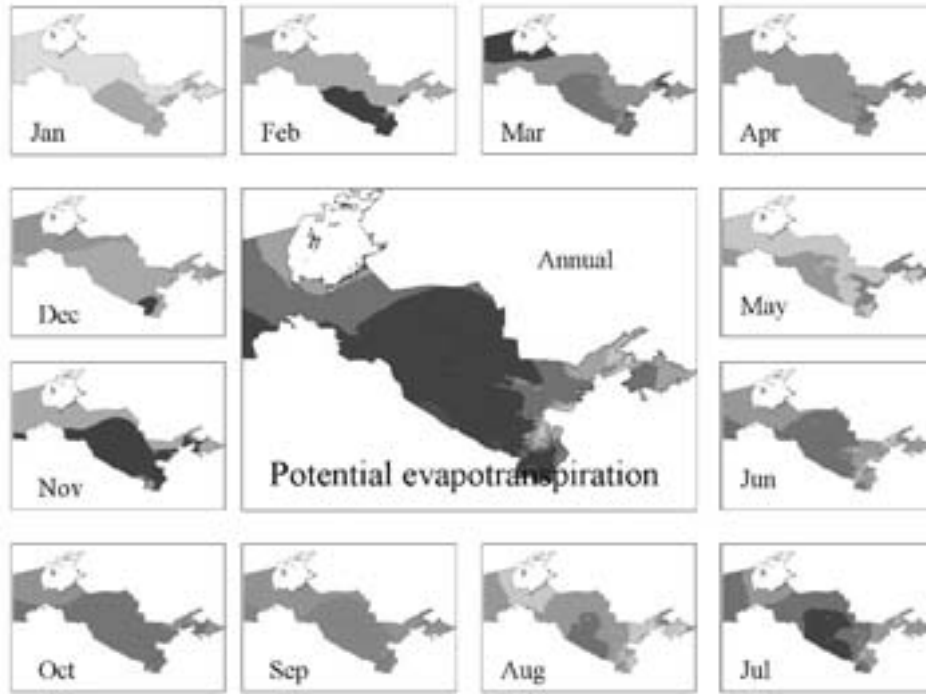 Jan
Feb
Mar
Apr
Dec
Annual
May
Nov
Potential evapotranspiration
Jun
Oct
Sep
Aug
Jul